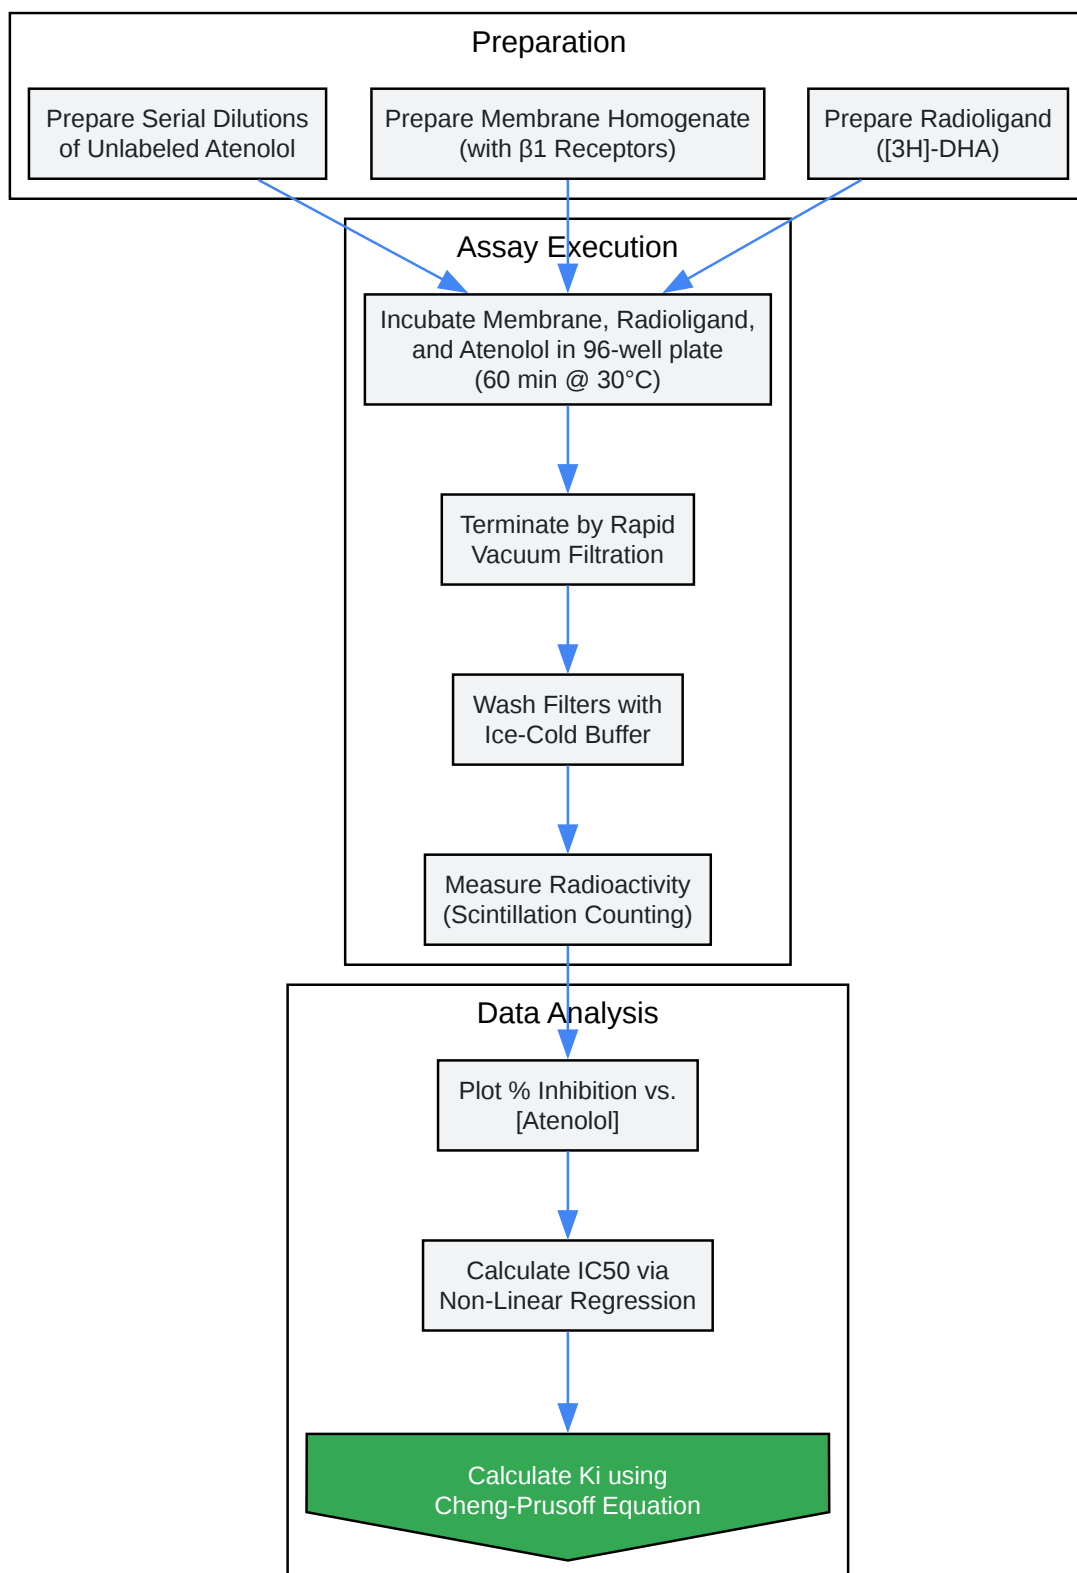 Preparation
Prepare Serial Dilutions
of Unlabeled Atenolol
Prepare Membrane Homogenate
(with β1 Receptors)
Prepare Radioligand
([3H]-DHA)
Assay Execution
Incubate Membrane, Radioligand,
and Atenolol in 96-well plate
(60 min @ 30°C)
Terminate by Rapid
Vacuum Filtration
Wash Filters with
Ice-Cold Buffer
Measure Radioactivity
(Scintillation Counting)
Data Analysis
Plot % Inhibition vs.
[Atenolol]
Calculate IC50 via
Non-Linear Regression
Calculate Ki using
Cheng-Prusoff Equation